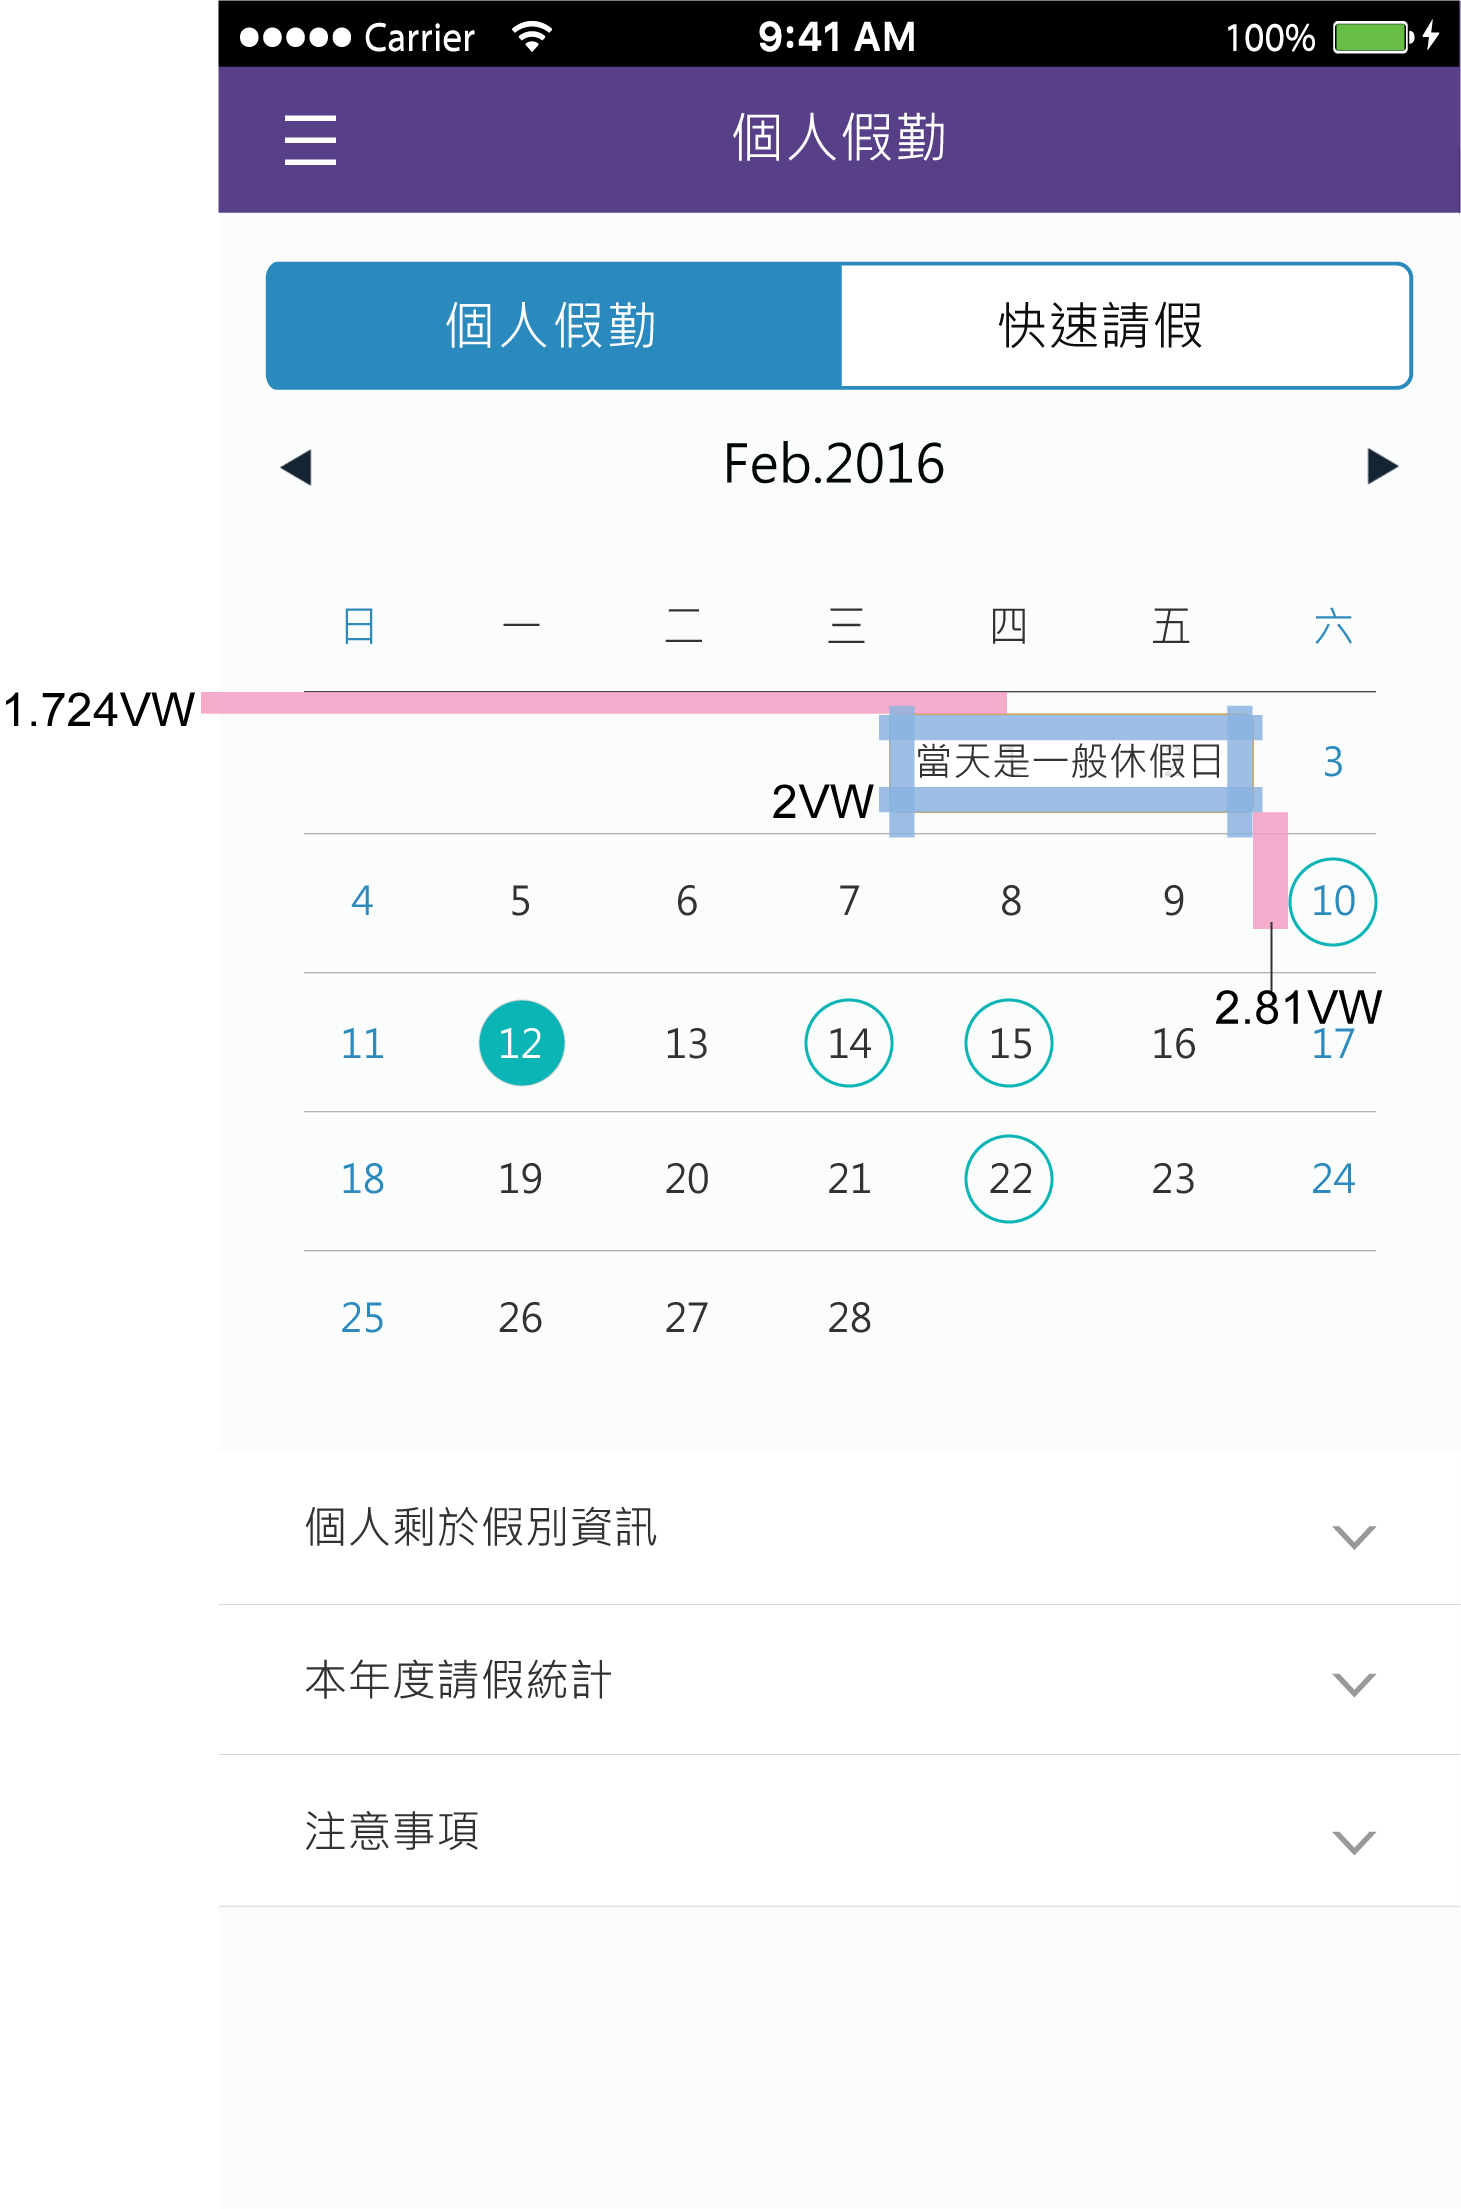 Carrier 9:41 AM 100%
個人假勤
個人假勤 快速請假
Feb.2016
日 一 二 三 四 五 六
1.724VW
當天是一般休假日 3
2VW
4 5 6 7 8 9 10
2.81VW
11 12 13 14 15 16 17
18 19 20 21 22 23 24
25 26 27 28
個人剩於假別資訊
本年度請假統計
注意事項